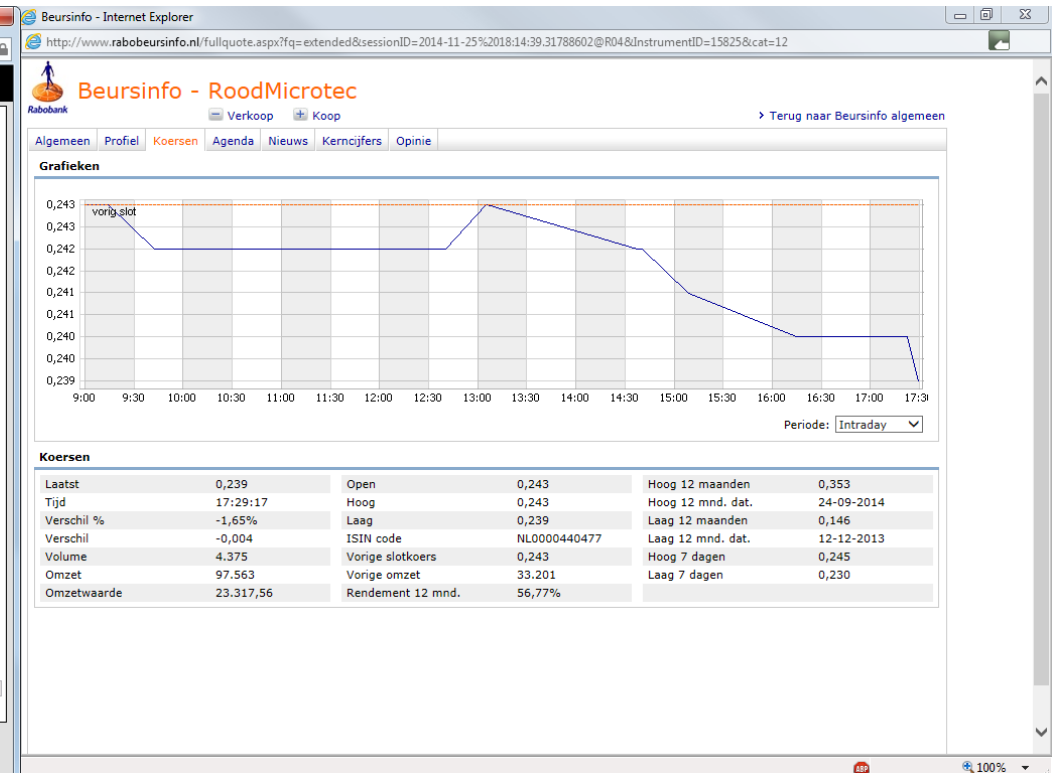 Beursinfo - Internet Explorer
http://www.rabobeursinfo.nl/fullquote.aspx?fq=extended&sessionID=2014-11-25%2018:14:39.31788602@R04&InstrumentID=15825&cat=12
Rabobank
Beursinfo - RoodMicrotec
Verkoop Koop
> Terug naar Beursinfo algemeen
Algemeen Profiel Koersen Agenda Nieuws Kerncijfers Opinie
Grafieken
0,243
vorig slot
0,243
0,242
0,242
0,241
0,241
0,240
0,240
0,239
9:00 9:30 10:00 10:30 11:00 11:30 12:00 12:30 13:00 13:30 14:00 14:30 15:00 15:30 16:00 16:30 17:00 17:30
Periode: Intraday
Koersen
Laatst 0,239 Open 0,243 Hoog 12 maanden 0,353
Tijd 17:29:17 Hoog 0,243 Hoog 12 mnd. dat. 24-09-2014
Verschil % -1,65% Laag 0,239 Laag 12 maanden 0,146
Verschil -0,004 ISIN code NL0000440477 Laag 12 mnd. dat. 12-12-2013
Volume 4.375 Vorige slotkoers 0,243 Hoog 7 dagen 0,245
Omzet 97.563 Vorige omzet 33.201 Laag 7 dagen 0,230
Omzetwaarde 23.317,56 Rendement 12 mnd. 56,77%
ABP
100%